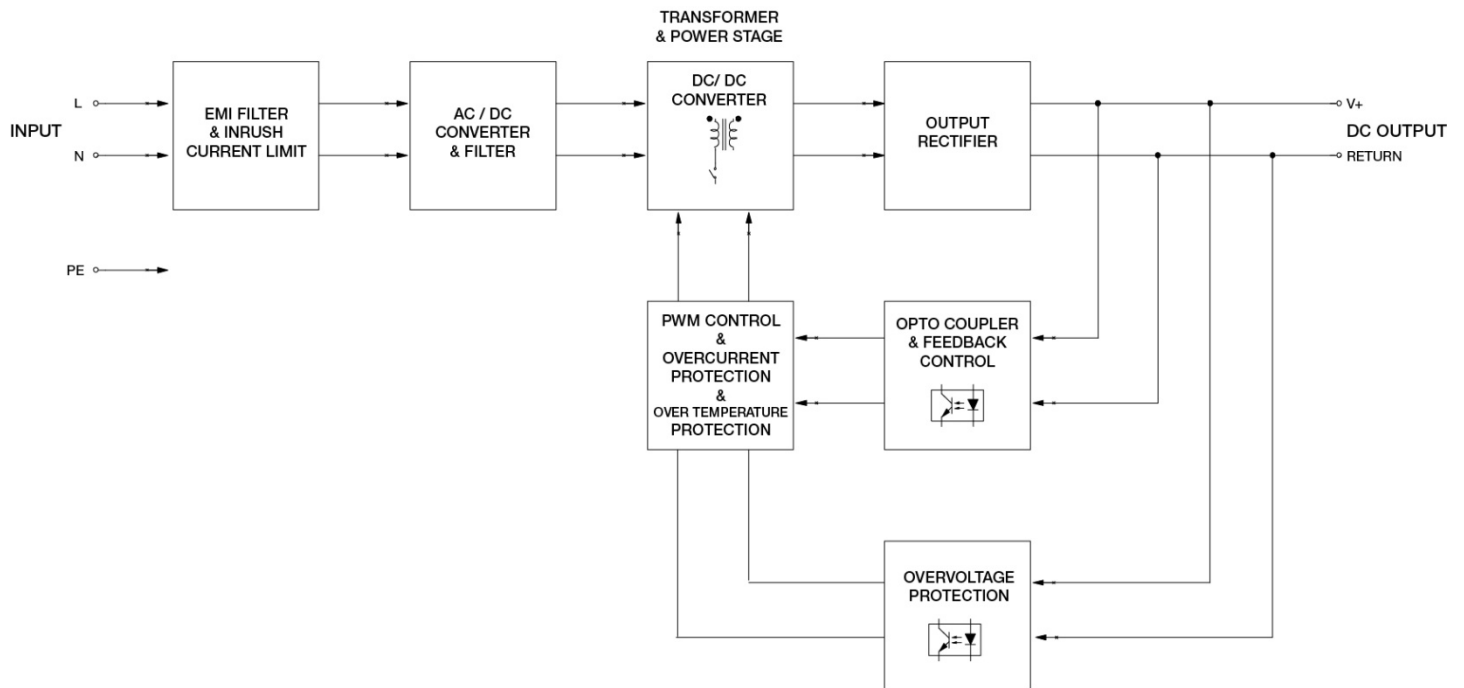 TRANSFORMER
& POWER STAGE
INPUT
L
N
PE
EMI FILTER
& INRUSH
CURRENT LIMIT
AC / DC
CONVERTER
& FILTER
DC/ DC
CONVERTER
OUTPUT
RECTIFIER
V+
DC OUTPUT
RETURN
PWM CONTROL
&
OVERCURRENT
PROTECTION
&
OVER TEMPERATURE
PROTECTION
OPTO COUPLER
& FEEDBACK
CONTROL
OVERVOLTAGE
PROTECTION